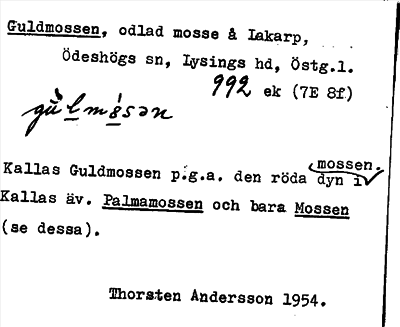 Guldmossen, odlad mosse å Lakarp,
Ödeshögs sn, Lysings hd, Östg.l.
992 ek (7E 8f)
Kallas Guldmossen p.g.a. den röda dyn i mossen.
Kallas äv. Palmamossen och bara Mossen
(se dessa).
Thorsten Andersson 1954.